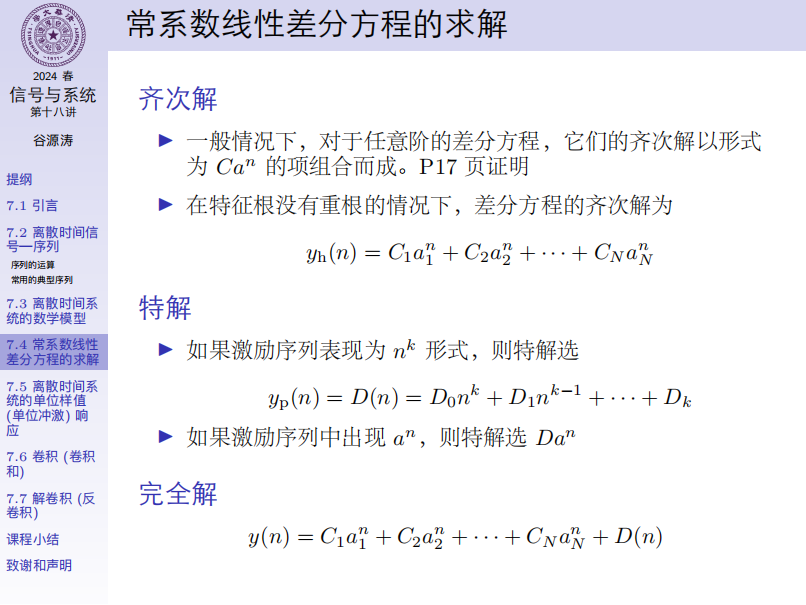 常系数线性差分方程的求解
2024 春
信号与系统
第十八讲
谷源涛
提纲
7.1 引言
7.2 离散时间信
号—序列
序列的运算
常用的典型序列
7.3 离散时间系
统的数学模型
7.4 常系数线性
差分方程的求解
7.5 离散时间系
统的单位样值
(单位冲激) 响
应
7.6 卷积 (卷积
和)
7.7 解卷积 (反
卷积)
课程小结
致谢和声明
齐次解
▶ 一般情况下，对于任意阶的差分方程，它们的齐次解以形式
为 Caⁿ 的项组合而成。P17 页证明
▶ 在特征根没有重根的情况下，差分方程的齐次解为
y_h(n) = C_1a_1^n + C_2a_2^n + ⋯ + C_Na_N^n
特解
▶ 如果激励序列表现为 n^k 形式，则特解选
y_p(n) = D(n) = D_0n^k + D_1n^{k−1} + ⋯ + D_k
▶ 如果激励序列中出现 aⁿ，则特解选 Daⁿ
完全解
y(n) = C_1a_1^n + C_2a_2^n + ⋯ + C_Na_N^n + D(n)